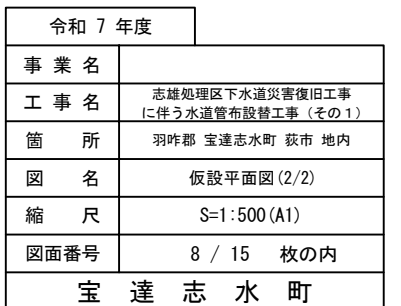 令和 7 年度
事 業 名
工 事 名 志雄処理区下水道災害復旧工事
に伴う水道管布設替工事（その１）
箇 所 羽咋郡 宝達志水町 荻市 地内
図 名 仮設平面図(2/2)
縮 尺 S=1:500(A1)
図面番号 8 / 15 枚の内
宝 達 志 水 町